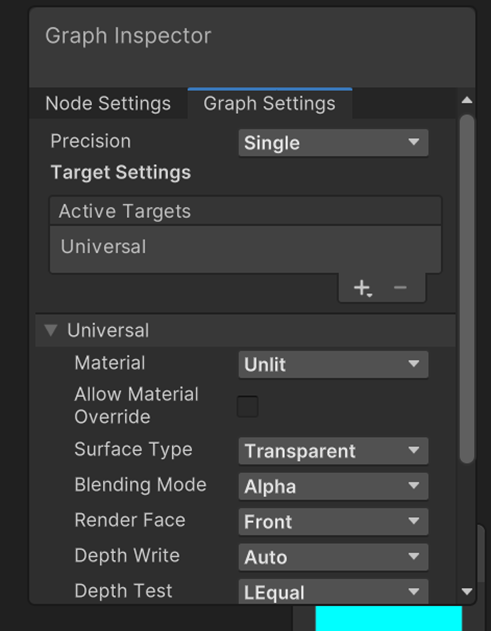 Graph Inspector
Node Settings Graph Settings
Precision Single
Target Settings
Active Targets
Universal
Universal
Material Unlit
Allow Material
Override
Surface Type Transparent
Blending Mode Alpha
Render Face Front
Depth Write Auto
Depth Test LEqual